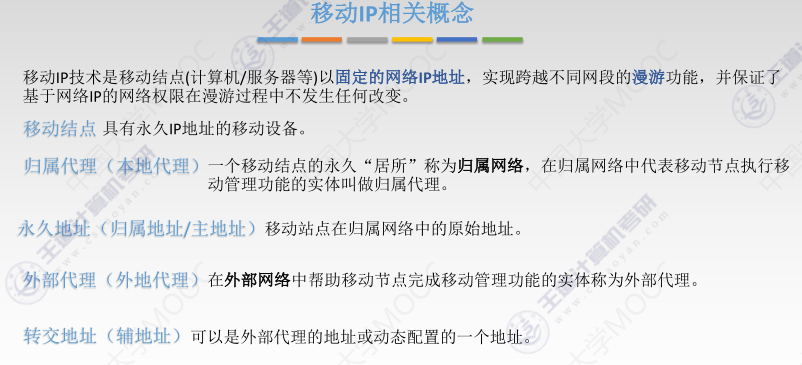 移动IP相关概念
移动IP技术是移动结点(计算机/服务器等)以固定的网络IP地址，实现跨越不同网段的漫游功能，并保证了
基于网络IP的网络权限在漫游过程中不发生任何改变。
移动结点 具有永久IP地址的移动设备。
归属代理（本地代理）一个移动结点的永久“居所”称为归属网络，在归属网络中代表移动节点执行移
动管理功能的实体叫做归属代理。
永久地址（归属地址/主地址）移动站点在归属网络中的原始地址。
外部代理（外地代理）在外部网络中帮助移动节点完成移动管理功能的实体称为外部代理。
转交地址（辅地址）可以是外部代理的地址或动态配置的一个地址。